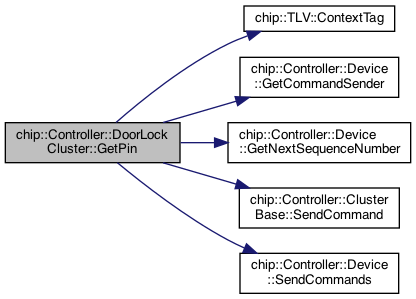 chip::TLV::ContextTag
chip::Controller::Device
::GetCommandSender
chip::Controller::DoorLock
Cluster::GetPin
chip::Controller::Device
::GetNextSequenceNumber
chip::Controller::Cluster
Base::SendCommand
chip::Controller::Device
::SendCommands